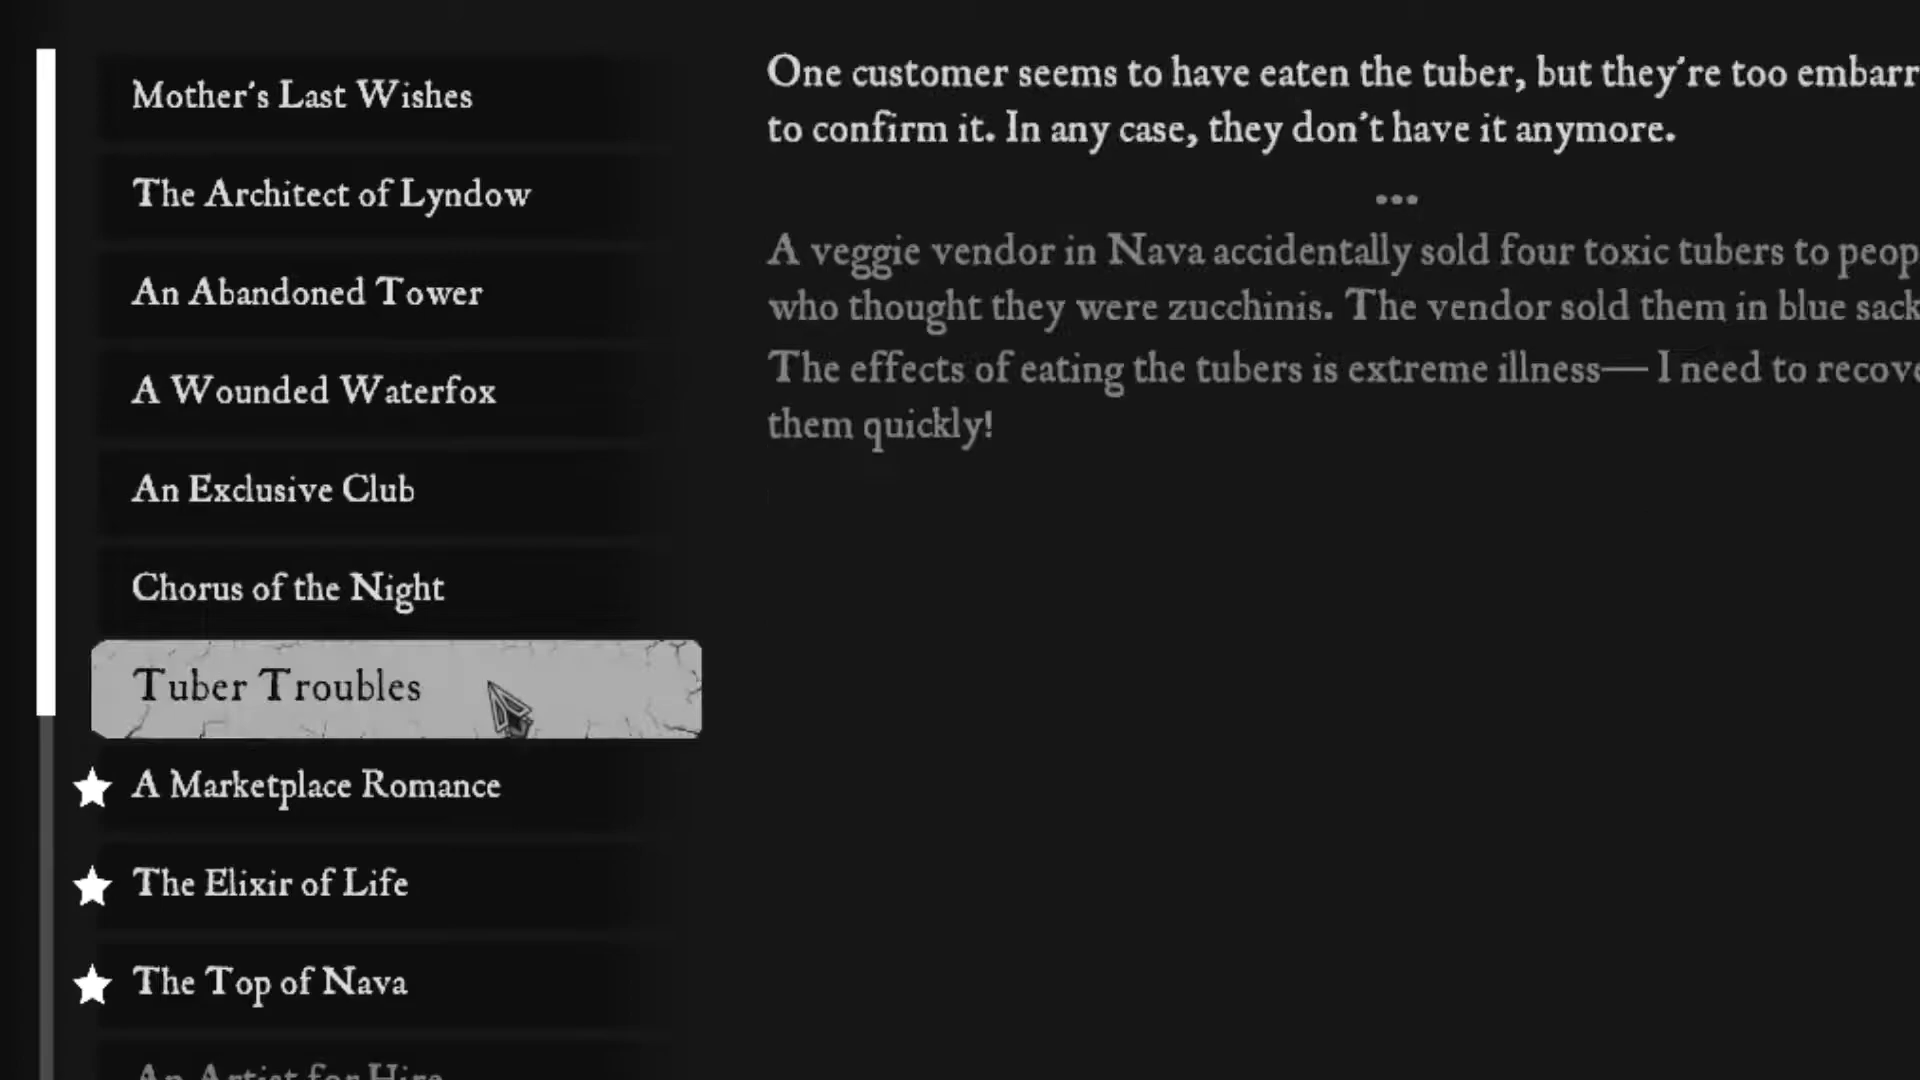 Mother's Last Wishes
The Architect of Lyndow
An Abandoned Tower
A Wounded Waterfox
An Exclusive Club
Chorus of the Night
Tuber Troubles
A Marketplace Romance
The Elixir of Life
The Top of Nava
An Artist for Hire
One customer seems to have eaten the tuber, but they're too embarr
to confirm it. In any case, they don't have it anymore.
•••
A veggie vendor in Nava accidentally sold four toxic tubers to peop
who thought they were zucchinis. The vendor sold them in blue sack
The effects of eating the tubers is extreme illness— I need to recove
them quickly!